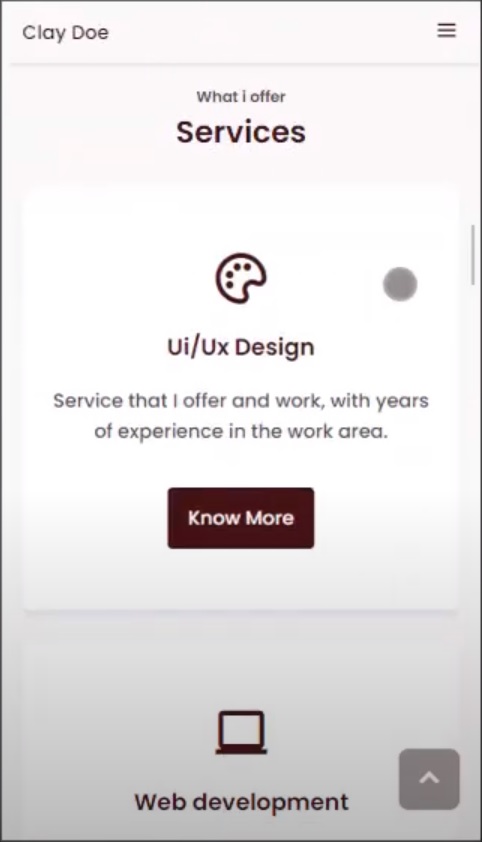 Clay Doe
What i offer
Services
Ui/Ux Design
Service that I offer and work, with years
of experience in the work area.
Know More
Web development